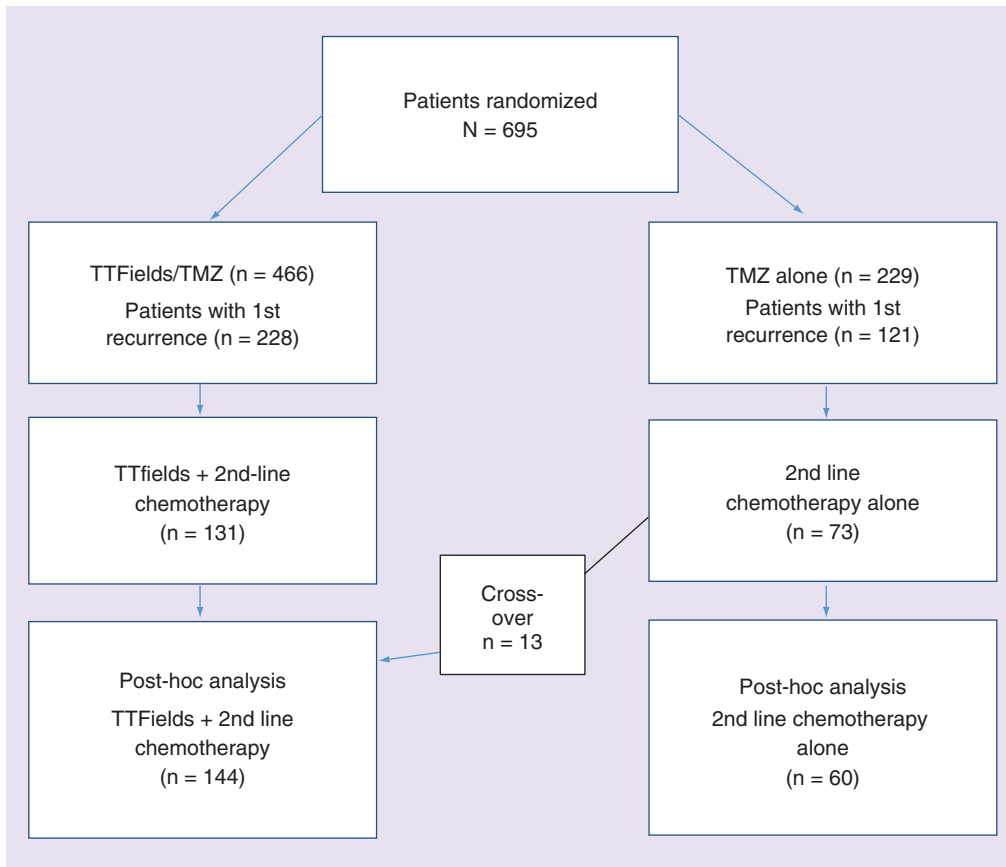 Patients randomized
N = 695
TTFields/TMZ (n = 466)
Patients with 1st
recurrence (n = 228)
TMZ alone (n = 229)
Patients with 1st
recurrence (n = 121)
TTfields + 2nd-line
chemotherapy
(n = 131)
2nd line
chemotherapy alone
(n = 73)
Cross-
over
n = 13
Post-hoc analysis
TTFields + 2nd line
chemotherapy
(n = 144)
Post-hoc analysis
2nd line chemotherapy
alone
(n = 60)